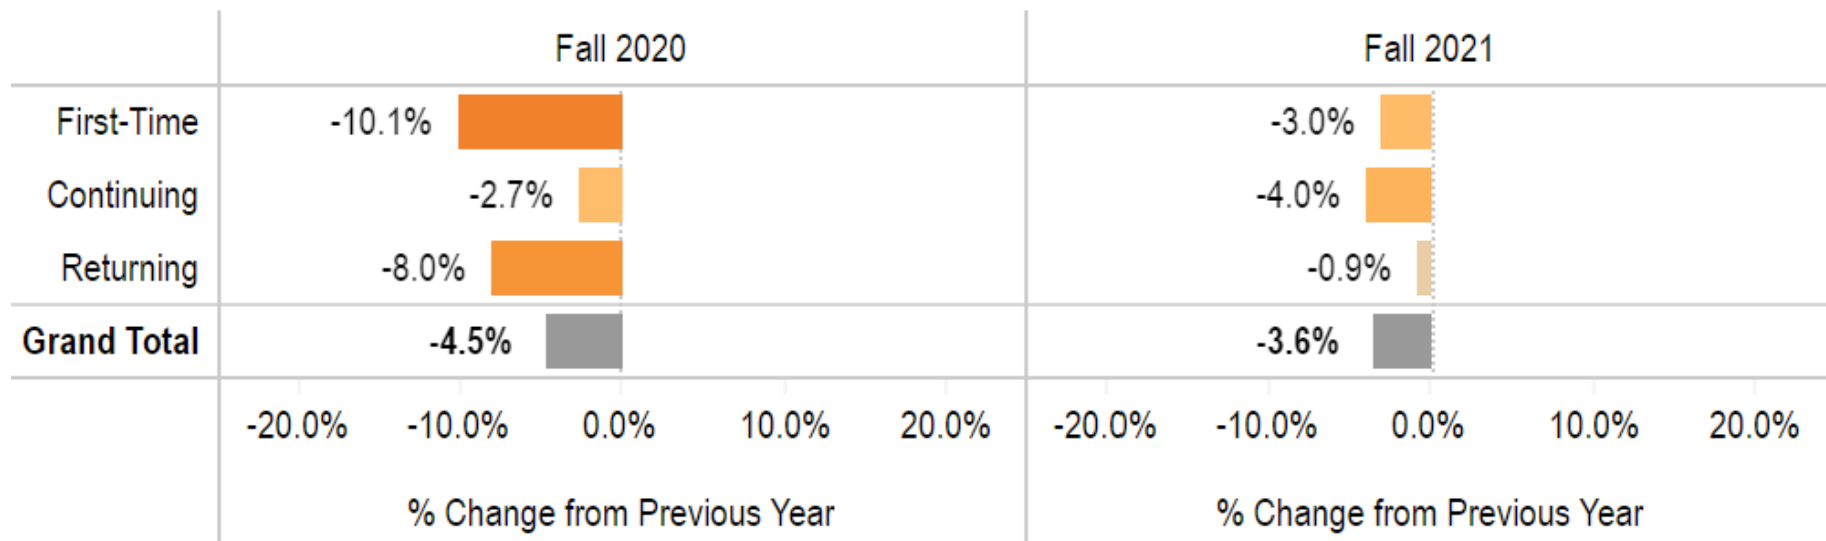 Fall 2020 Fall 2021
First-Time -10.1% -3.0%
Continuing -2.7% -4.0%
Returning -8.0% -0.9%
Grand Total -4.5% -3.6%
-20.0% -10.0% 0.0% 10.0% 20.0% -20.0% -10.0% 0.0% 10.0% 20.0%
% Change from Previous Year % Change from Previous Year